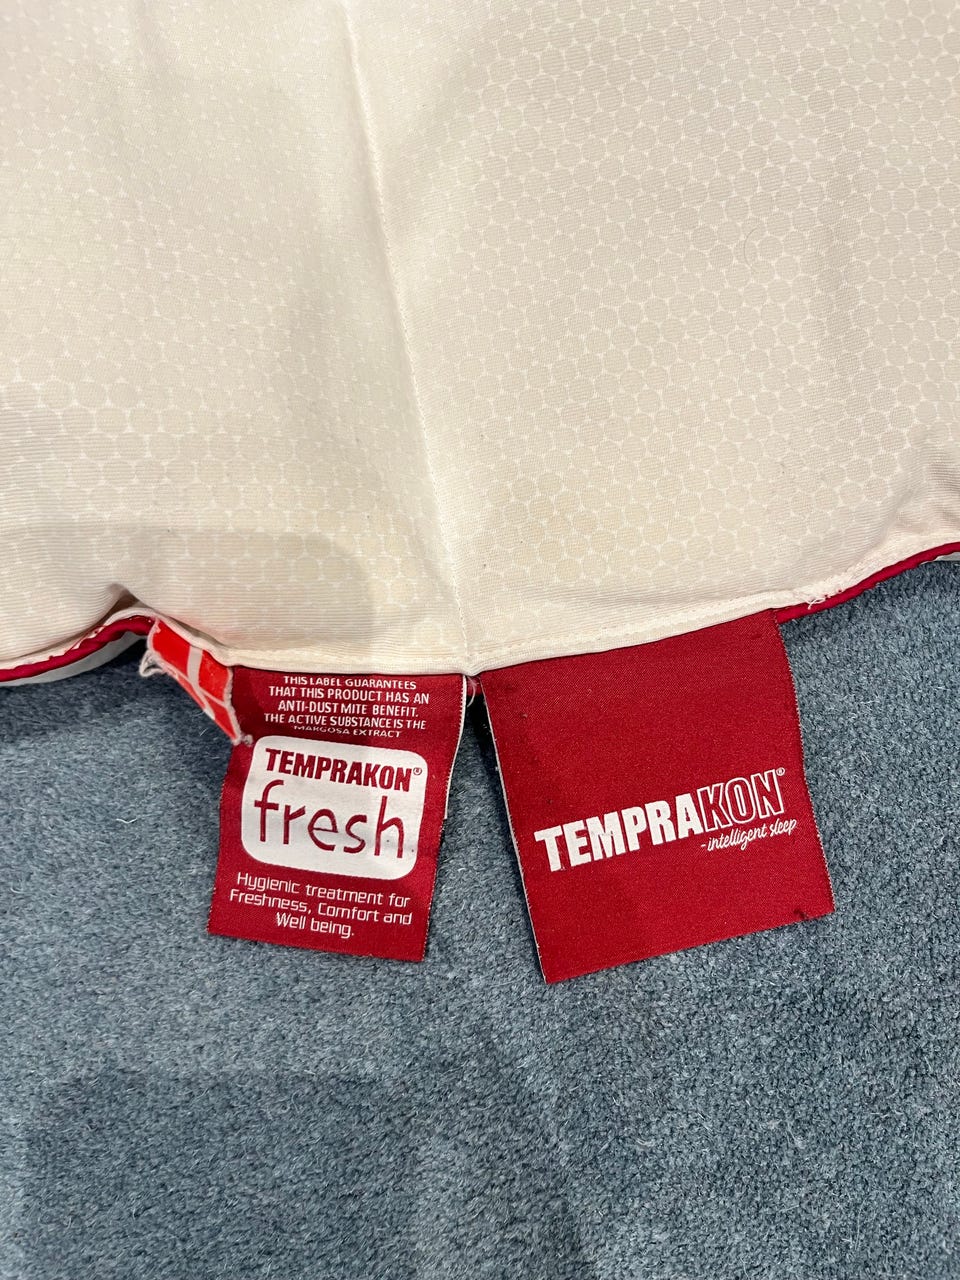 THIS LABEL GUARANTEES
THAT THIS PRODUCT HAS AN
ANTI-DUST MITE BENEFIT.
THE ACTIVE SUBSTANCE IS THE
MARGOSA EXTRACT
TEMPRAKON®
fresh
Hygienic treatment for
Freshness, Comfort and
Well being.
TEMPRAKON®
-intelligent sleep